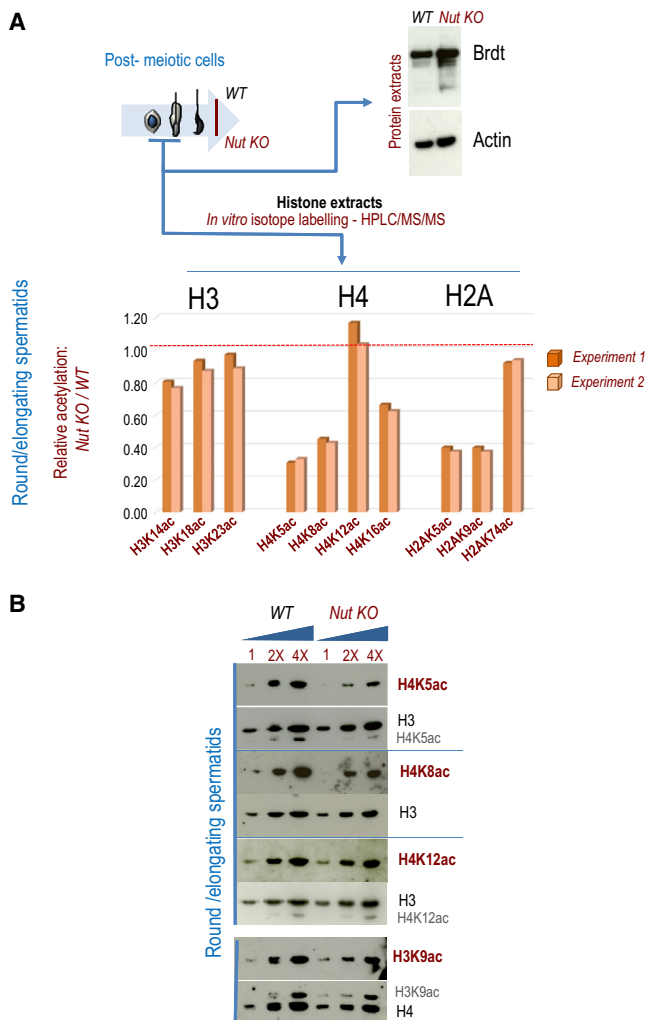 A
WT Nut KO
Post- meiotic cells
Brdt
WT
Protein extracts
Nut KO
Actin
Histone extracts
In vitro isotope labelling - HPLC/MS/MS
H3 H4 H2A
Round/elongating spermatids
Relative acetylation:
Nut KO / WT
1.20
1.00
0.80
0.60
0.40
0.20
0.00
Experiment 1
Experiment 2
H3K14ac
H3K18ac
H3K23ac
H4K5ac
H4K8ac
H4K12ac
H4K16ac
H2AK5ac
H2AK9ac
H2AK74ac
B
WT Nut KO
1 2X 4X 1 2X 4X
Round /elongating spermatids
H4K5ac
H3
H4K5ac
H4K8ac
H3
H4K12ac
H3
H4K12ac
H3K9ac
H3K9ac
H4